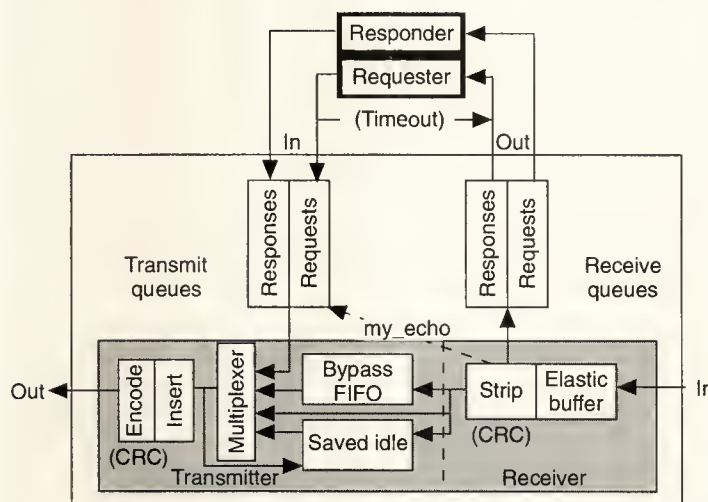 Responder
Requester
(Timeout)
In
Out
Responses
Requests
Responses
Requests
Transmit
queues
Receive
queues
my_echo
Out
Encode
Insert
(CRC)
Multiplexer
Bypass
FIFO
Saved idle
Transmitter
Strip
Elastic
buffer
(CRC)
Receiver
In